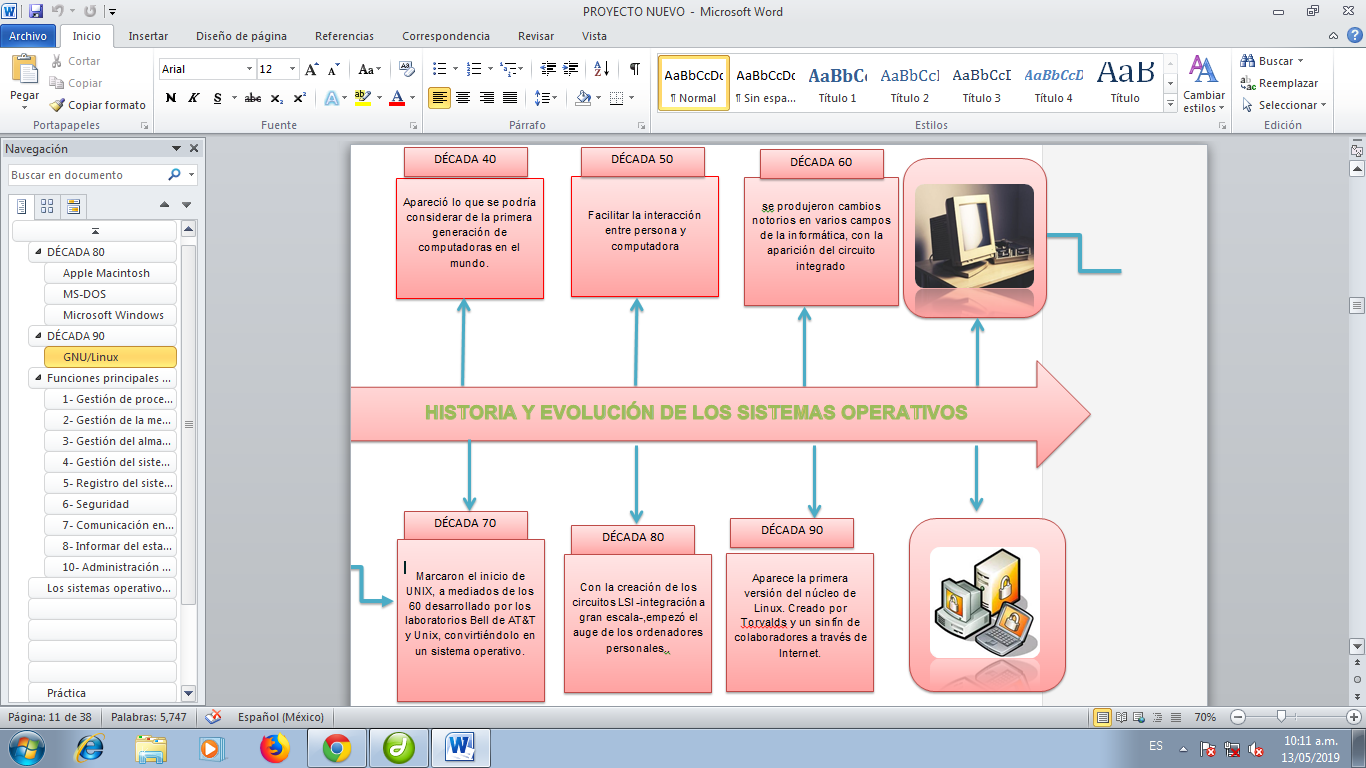 PROYECTO NUEVO - Microsoft Word
Archivo Inicio Insertar Diseño de página Referencias Correspondencia Revisar Vista
Pegar
Cortar
Copiar
Copiar formato
Portapapeles
Arial 12
Aa
N K S abc x₂ x²
A ab A
Fuente
Párrafo
AaBbCcDc
¶ Normal
AaBbCcDc
¶ Sin espa...
AaBbC
Título 1
AaBbCcI
Título 2
AaBbCcI
Título 3
AaBbCcD
Título 4
AaB
Título
Cambiar
estilos
Estilos
Buscar
Reemplazar
Seleccionar
Edición
Navegación
Buscar en documento
DÉCADA 80
Apple Macintosh
MS-DOS
Microsoft Windows
DÉCADA 90
GNU/Linux
Funciones principales ...
1- Gestión de proce...
2- Gestión de la me...
3- Gestión del alma...
4- Gestión del siste...
5- Registro del siste...
6- Seguridad
7- Comunicación en...
8- Informar del esta...
10- Administración ...
Los sistemas operativo...
Práctica
DÉCADA 40
Apareció lo que se podría
considerar de la primera
generación de
computadoras en el
mundo.
DÉCADA 50
Facilitar la interacción
entre persona y
computadora
DÉCADA 60
se produjeron cambios
notorios en varios campos
de la informática, con la
aparición del circuito
integrado
HISTORIA Y EVOLUCIÓN DE LOS SISTEMAS OPERATIVOS
DÉCADA 70
Marcaron el inicio de
UNIX, a mediados de los
60 desarrollado por los
laboratorios Bell de AT&T
y Unix, convirtiéndolo en
un sistema operativo.
DÉCADA 80
Con la creación de los
circuitos LSI -integración a
gran escala-,empezó el
auge de los ordenadores
personales..
DÉCADA 90
Aparece la primera
versión del núcleo de
Linux. Creado por
Torvalds y un sinfín de
colaboradores a través de
Internet.
Página: 11 de 38 Palabras: 5,747 Español (México) 70%
ES 10:11 a.m.
13/05/2019